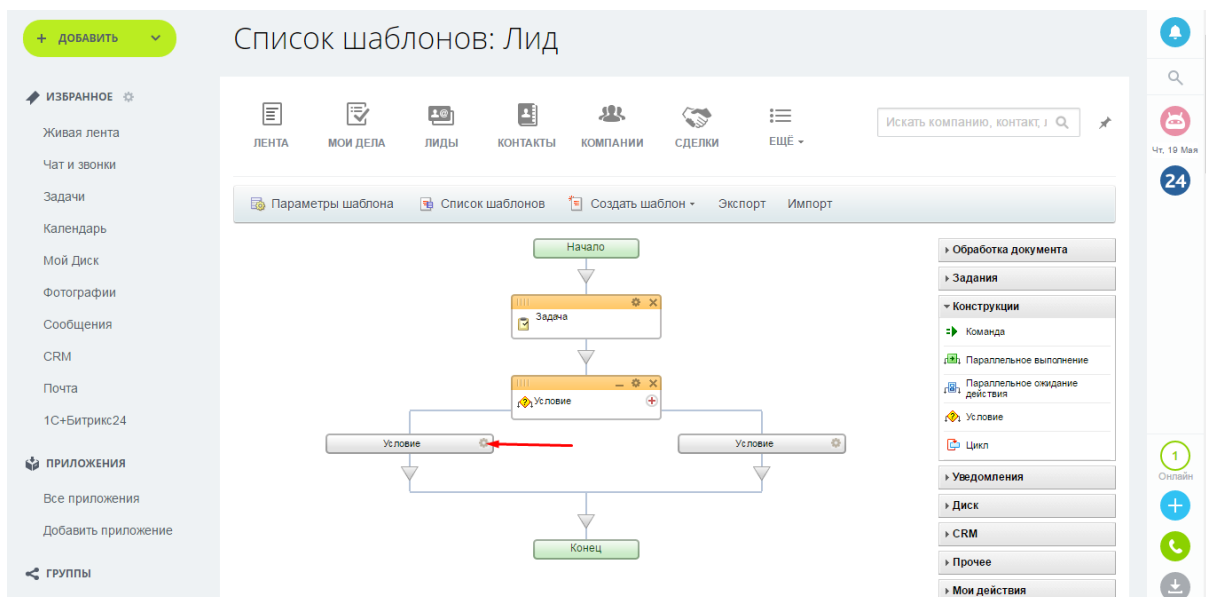 ДОБАВИТЬ
Список шаблонов: Лид
ИЗБРАННОЕ
Живая лента
Чат и звонки
Задачи
Календарь
Мой Диск
Фотографии
Сообщения
CRM
Почта
1С+Битрикс24
ПРИЛОЖЕНИЯ
Все приложения
Добавить приложение
ГРУППЫ
ЛЕНТА
МОИ ДЕЛА
ЛИДЫ
КОНТАКТЫ
КОМПАНИИ
СДЕЛКИ
ЕЩЁ
Искать компанию, контакт,
Параметры шаблона
Список шаблонов
Создать шаблон
Экспорт
Импорт
Начало
Задача
Условие
Условие
Условие
Конец
Обработка документа
Задания
Конструкции
Команда
Параллельное выполнение
Параллельное ожидание
действия
Условие
Цикл
Уведомления
Диск
CRM
Прочее
Мои действия
Чт, 19 Мая
24
1
Онлайн